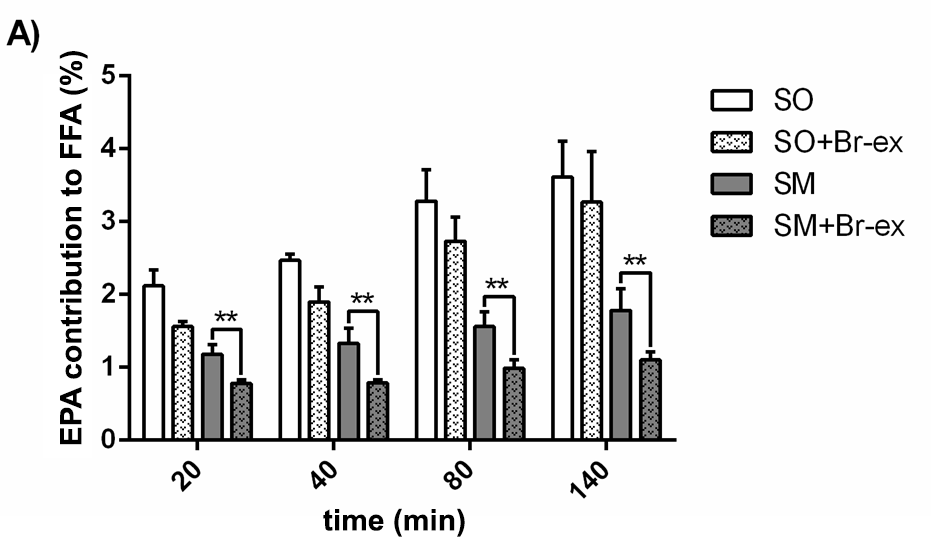 A)
EPA contribution to FFA (%)
5
4
3
2
1
0
**
**
**
**
20
40
80
140
time (min)
SO
SO+Br-ex
SM
SM+Br-ex